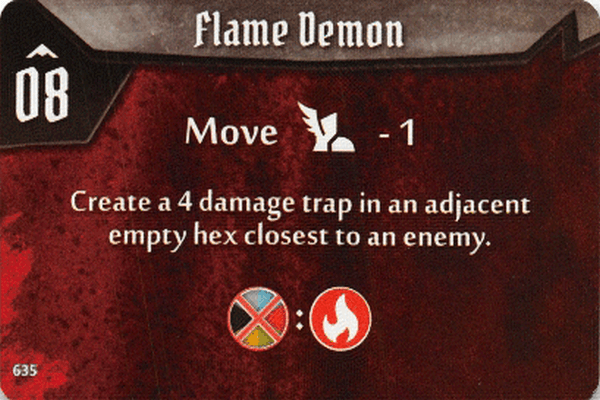 Flame Demon
08
Move - 1
Create a 4 damage trap in an adjacent
empty hex closest to an enemy.
:
635